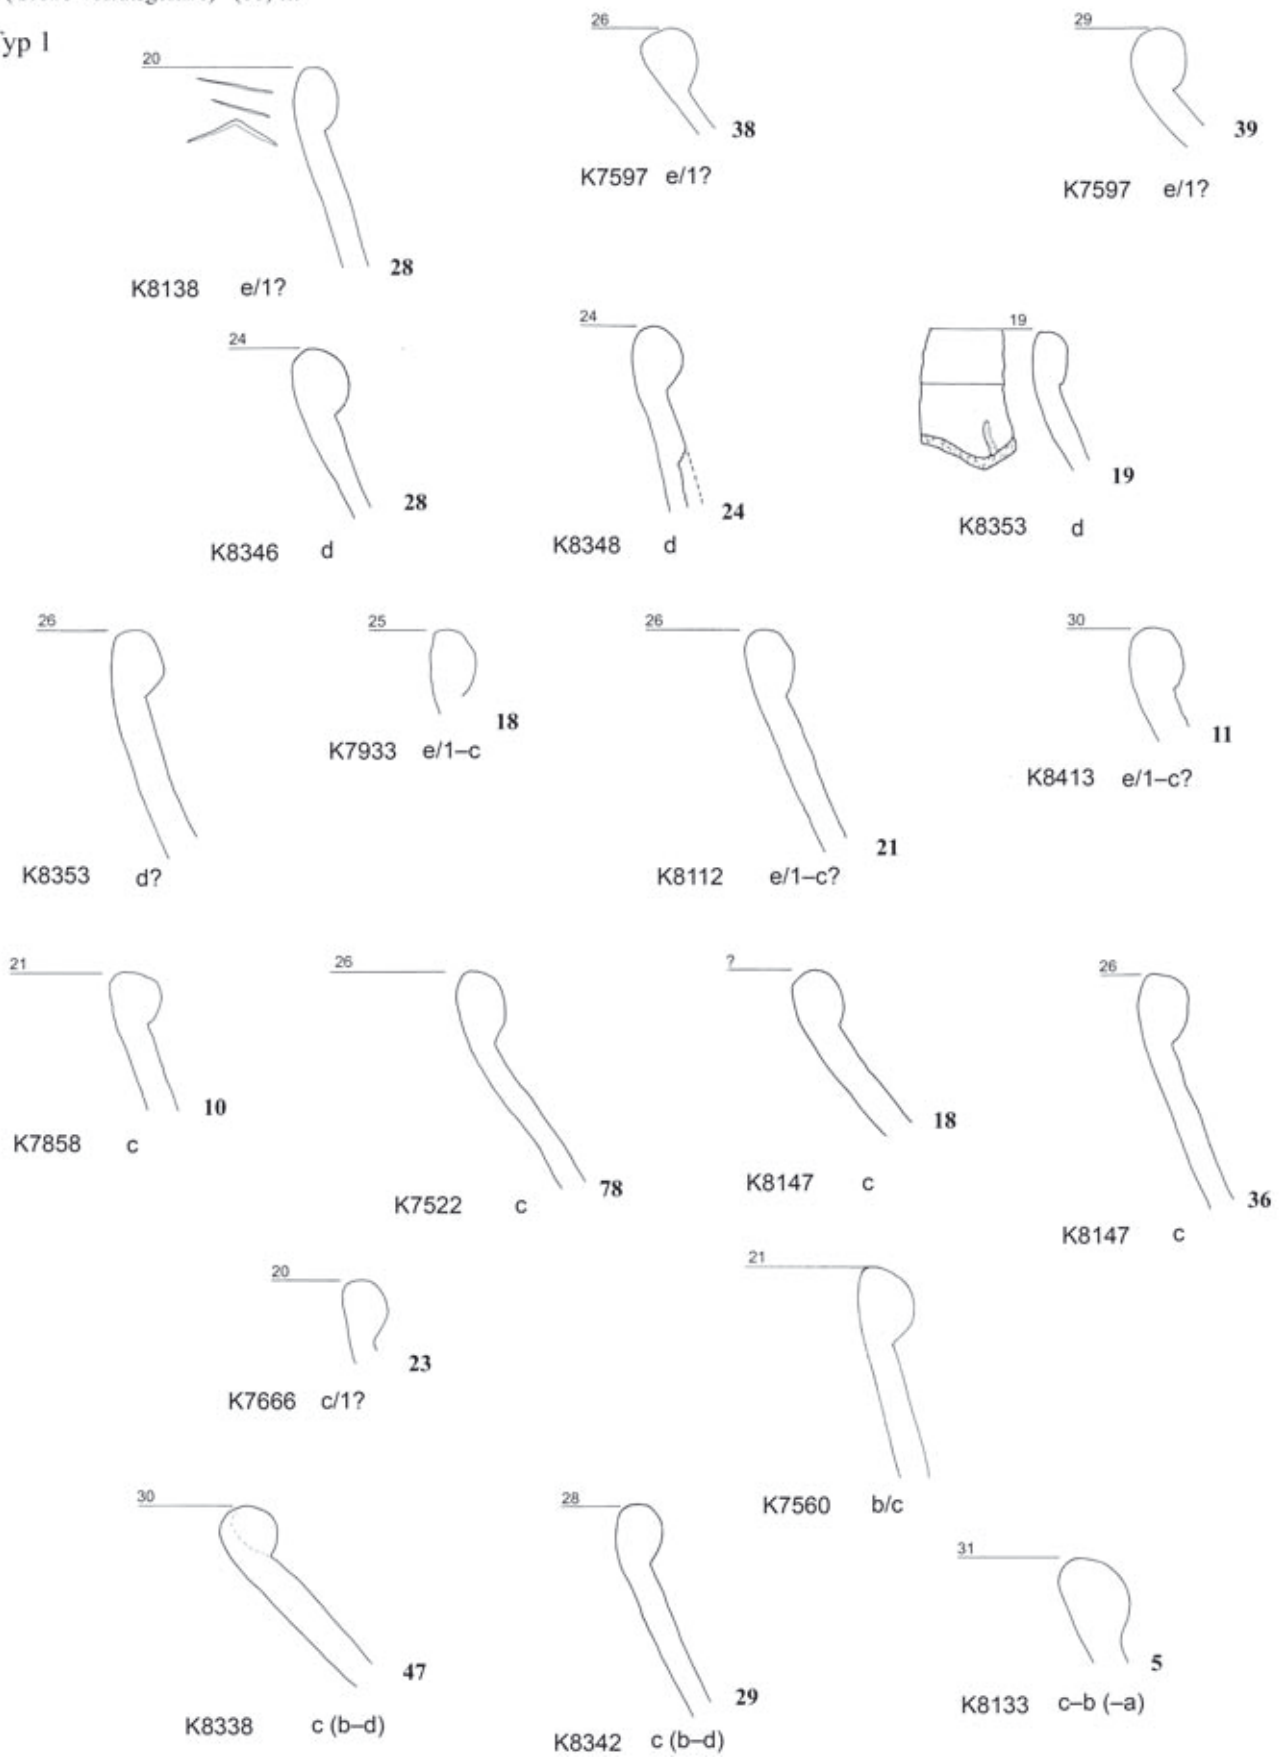 Typ 1
26
38
K7597 e/1?
29
39
K7597 e/1?
20
28
K8138 e/1?
24
28
K8346 d
24
24
K8348 d
19
19
K8353 d
26
K8353 d?
25
18
K7933 e/1–c
26
21
K8112 e/1–c?
30
11
K8413 e/1–c?
21
10
K7858 c
26
78
K7522 c
?
18
K8147 c
26
36
K8147 c
20
23
K7666 c/1?
21
K7560 b/c
30
47
K8338 c (b–d)
28
29
K8342 c (b–d)
31
5
K8133 c–b (–a)